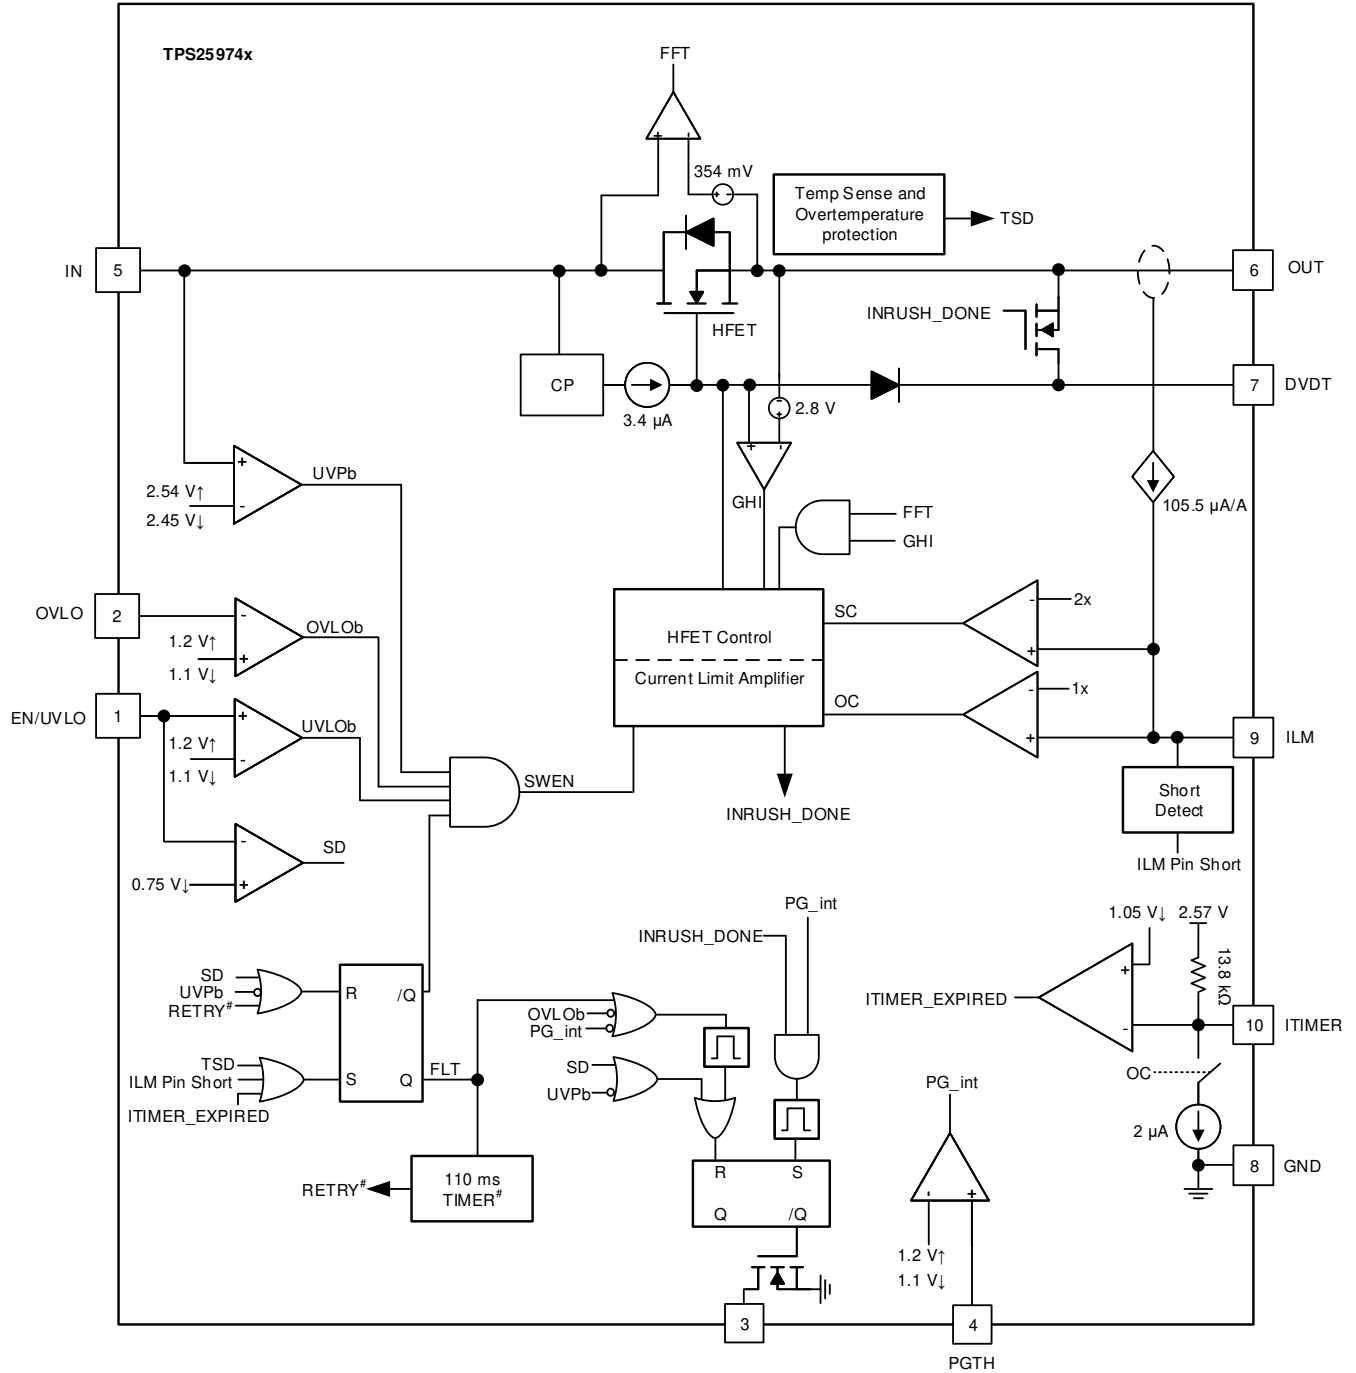 TPS25974x
FFT
+
-
354 mV
+
-
Temp Sense and
Overtemperature
protection
TSD
IN
5
6
OUT
INRUSH_DONE
HFET
CP
3.4 µA
-
+
2.8 V
7
DVDT
+
-
GHI
FFT
GHI
105.5 µA/A
UVPb
+
-
2.54 V↑
2.45 V↓
OVLO
2
-
+
OVLOb
1.2 V↑
1.1 V↓
HFET Control
Current Limit Amplifier
SC
-
2x
+
OC
-
1x
+
EN/UVLO
1
+
-
UVLOb
1.2 V↑
1.1 V↓
9
ILM
SWEN
INRUSH_DONE
Short
Detect
ILM Pin Short
-
+
SD
0.75 V↓
PG_int
INRUSH_DONE
1.05 V↓
2.57 V
13.8 kΩ
+
-
ITIMER_EXPIRED
10
ITIMER
SD
UVPb
RETRY#
R
/Q
S
Q
FLT
TSD
ILM Pin Short
ITIMER_EXPIRED
OVLOb
PG_int
SD
UVPb
OC
2 µA
8
GND
PG_int
-
+
1.2 V↑
1.1 V↓
RETRY#
110 ms
TIMER#
R
S
Q
/Q
3
4
PGTH